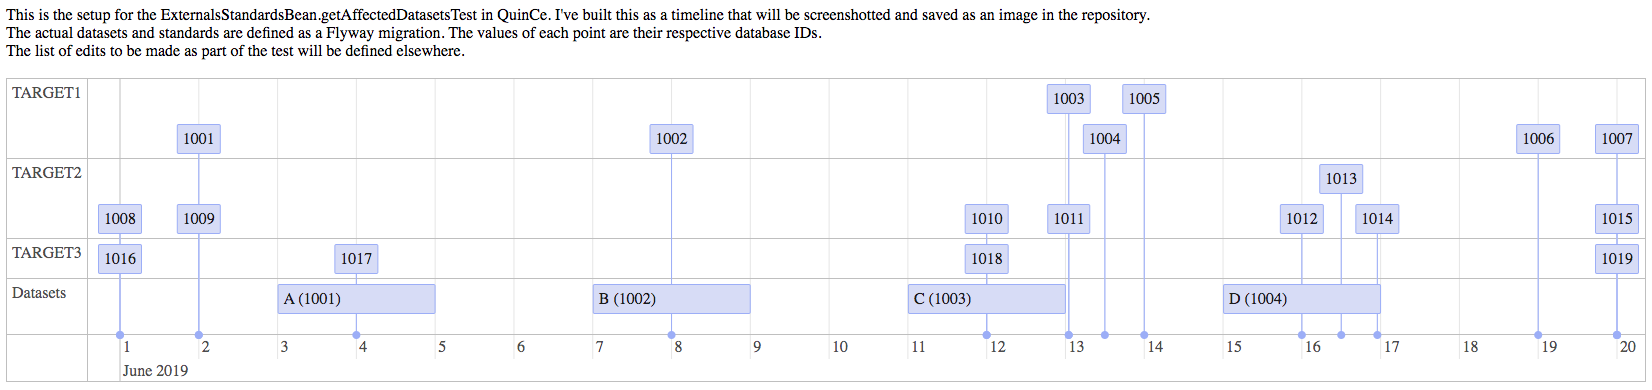 This is the setup for the ExternalsStandardsBean.getAffectedDatasetsTest in QuinCe. I've built this as a timeline that will be screenshotted and saved as an image in the repository.
The actual datasets and standards are defined as a Flyway migration. The values of each point are their respective database IDs.
The list of edits to be made as part of the test will be defined elsewhere.
TARGET1
1003 1005
1001 1002 1004 1006 1007
TARGET2
1013
1008 1009 1010 1011 1012 1014 1015
TARGET3
1016 1017 1018 1019
Datasets
A (1001) B (1002) C (1003) D (1004)
1 2 3 4 5 6 7 8 9 10 11 12 13 14 15 16 17 18 19 20
June 2019